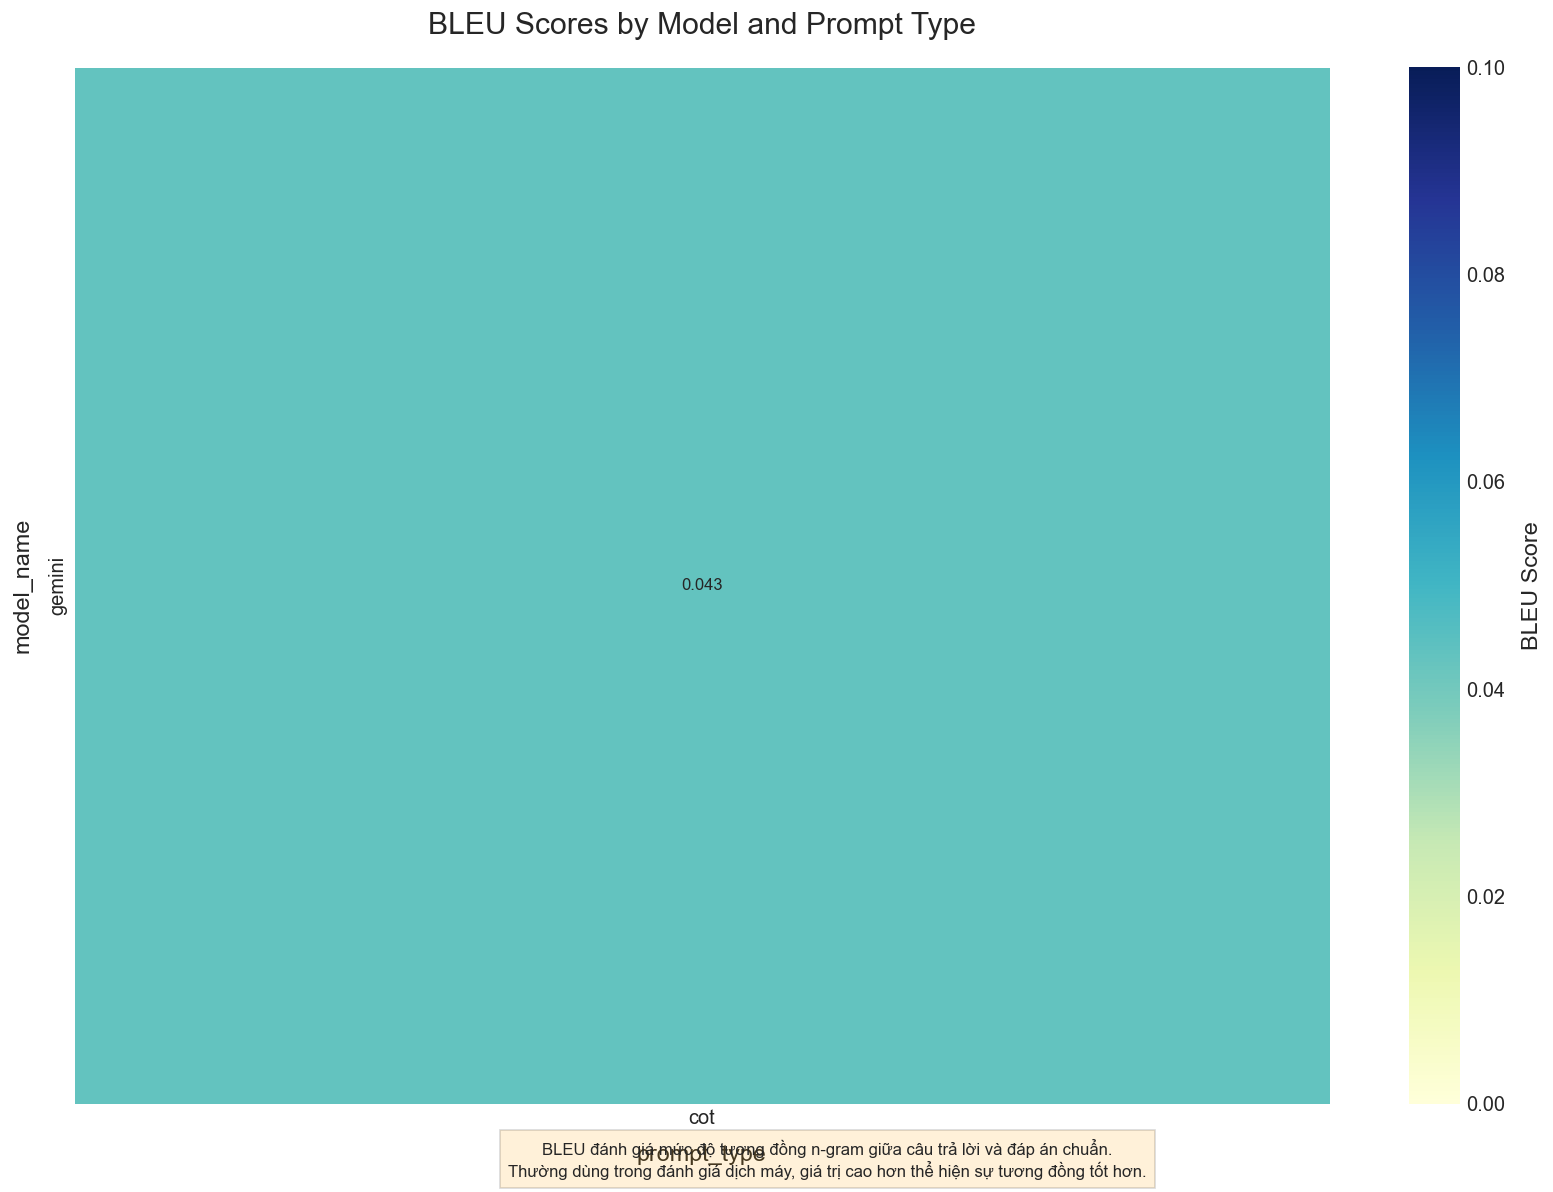 BLEU Scores by Model and Prompt Type
model_name
gemini
0.043
cot
prompt_type
BLEU đánh giá mức độ tương đồng n-gram giữa câu trả lời và đáp án chuẩn.
Thường dùng trong đánh giá dịch máy, giá trị cao hơn thể hiện sự tương đồng tốt hơn.
0.10
0.08
0.06
0.04
0.02
0.00
BLEU Score